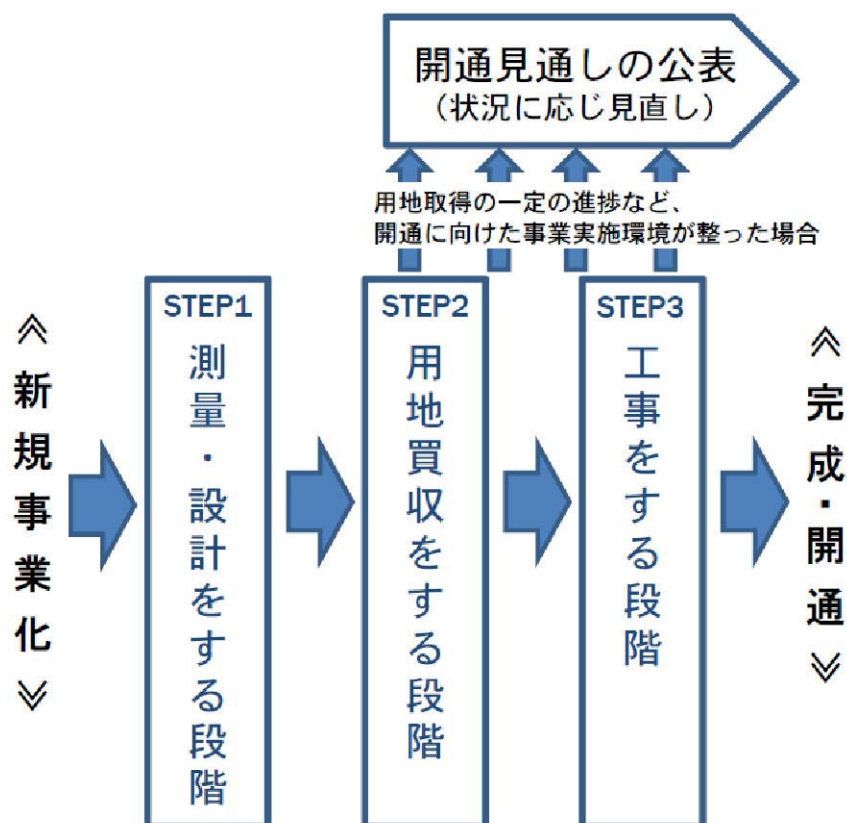 開通見通しの公表
（状況に応じ見直し）
用地取得の一定の進捗など、
開通に向けた事業実施環境が整った場合
≪新規事業化≫
STEP1
測量・設計をする段階
STEP2
用地買収をする段階
STEP3
工事をする段階
≪完成・開通≫